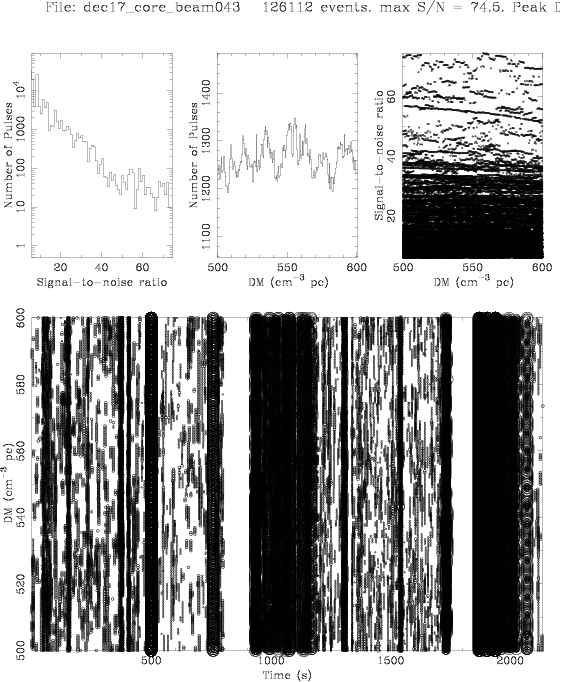 File: dec17_core_beam043 126112 events. max S/N = 74.5. Peak D
Number of Pulses
1 10 100 1000 10^4
20 40 60
Signal-to-noise ratio
Number of Pulses
1100 1200 1300 1400
500 550 600
DM (cm^-3 pc)
Signal-to-noise ratio
20 40 60
500 550 600
DM (cm^-3 pc)
DM (cm^-3 pc)
500 520 540 560 580 600
500 1000 1500 2000
Time (s)